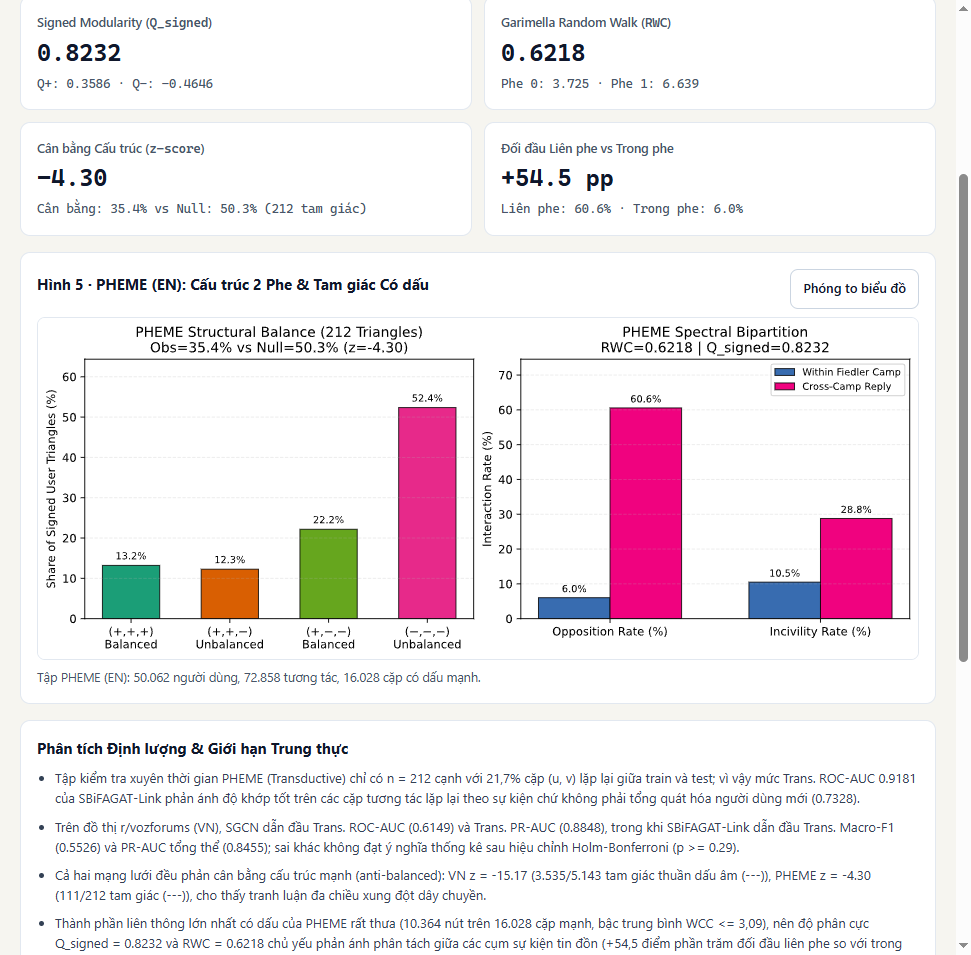 Signed Modularity (Q_signed)
0.8232
Q+: 0.3586 · Q−: −0.4646
Garimella Random Walk (RWC)
0.6218
Phe 0: 3.725 · Phe 1: 6.639
Cân bằng Cấu trúc (z-score)
−4.30
Cân bằng: 35.4% vs Null: 50.3% (212 tam giác)
Đối đầu Liên phe vs Trong phe
+54.5 pp
Liên phe: 60.6% · Trong phe: 6.0%
Hình 5 · PHEME (EN): Cấu trúc 2 Phe & Tam giác Có dấu
Phóng to biểu đồ
PHEME Structural Balance (212 Triangles)
Obs=35.4% vs Null=50.3% (z=-4.30)
Share of Signed User Triangles (%)
60
50
40
30
20
10
0
13.2%
12.3%
22.2%
52.4%
(+,+,+)
Balanced
(+,+,−)
Unbalanced
(+,−,−)
Balanced
(−,−,−)
Unbalanced
PHEME Spectral Bipartition
RWC=0.6218 | Q_signed=0.8232
Interaction Rate (%)
70
60
50
40
30
20
10
0
Within Fiedler Camp
Cross-Camp Reply
6.0%
60.6%
10.5%
28.8%
Opposition Rate (%)
Incivility Rate (%)
Tập PHEME (EN): 50.062 người dùng, 72.858 tương tác, 16.028 cặp có dấu mạnh.
Phân tích Định lượng & Giới hạn Trung thực
• Tập kiểm tra xuyên thời gian PHEME (Transductive) chỉ có n = 212 cạnh với 21,7% cặp (u, v) lặp lại giữa train và test; vì vậy mức Trans. ROC-AUC 0.9181
của SBiFAGAT-Link phản ánh độ khớp tốt trên các cặp tương tác lặp lại theo sự kiện chứ không phải tổng quát hóa người dùng mới (0.7328).
• Trên đồ thị r/vozforums (VN), SGCN dẫn đầu Trans. ROC-AUC (0.6149) và Trans. PR-AUC (0.8848), trong khi SBiFAGAT-Link dẫn đầu Trans. Macro-F1
(0.5526) và PR-AUC tổng thể (0.8455); sai khác không đạt ý nghĩa thống kê sau hiệu chỉnh Holm-Bonferroni (p >= 0.29).
• Cả hai mạng lưới đều phản cân bằng cấu trúc mạnh (anti-balanced): VN z = -15.17 (3.535/5.143 tam giác thuần dấu âm (---)), PHEME z = -4.30
(111/212 tam giác (---)), cho thấy tranh luận đa chiều xung đột dây chuyền.
• Thành phần liên thông lớn nhất có dấu của PHEME rất thưa (10.364 nút trên 16.028 cặp mạnh, bậc trung bình WCC <= 3,09), nên độ phân cực
Q_signed = 0.8232 và RWC = 0.6218 chủ yếu phản ánh phân tách giữa các cụm sự kiện tin đồn (+54,5 điểm phần trăm đối đầu liên phe so với trong